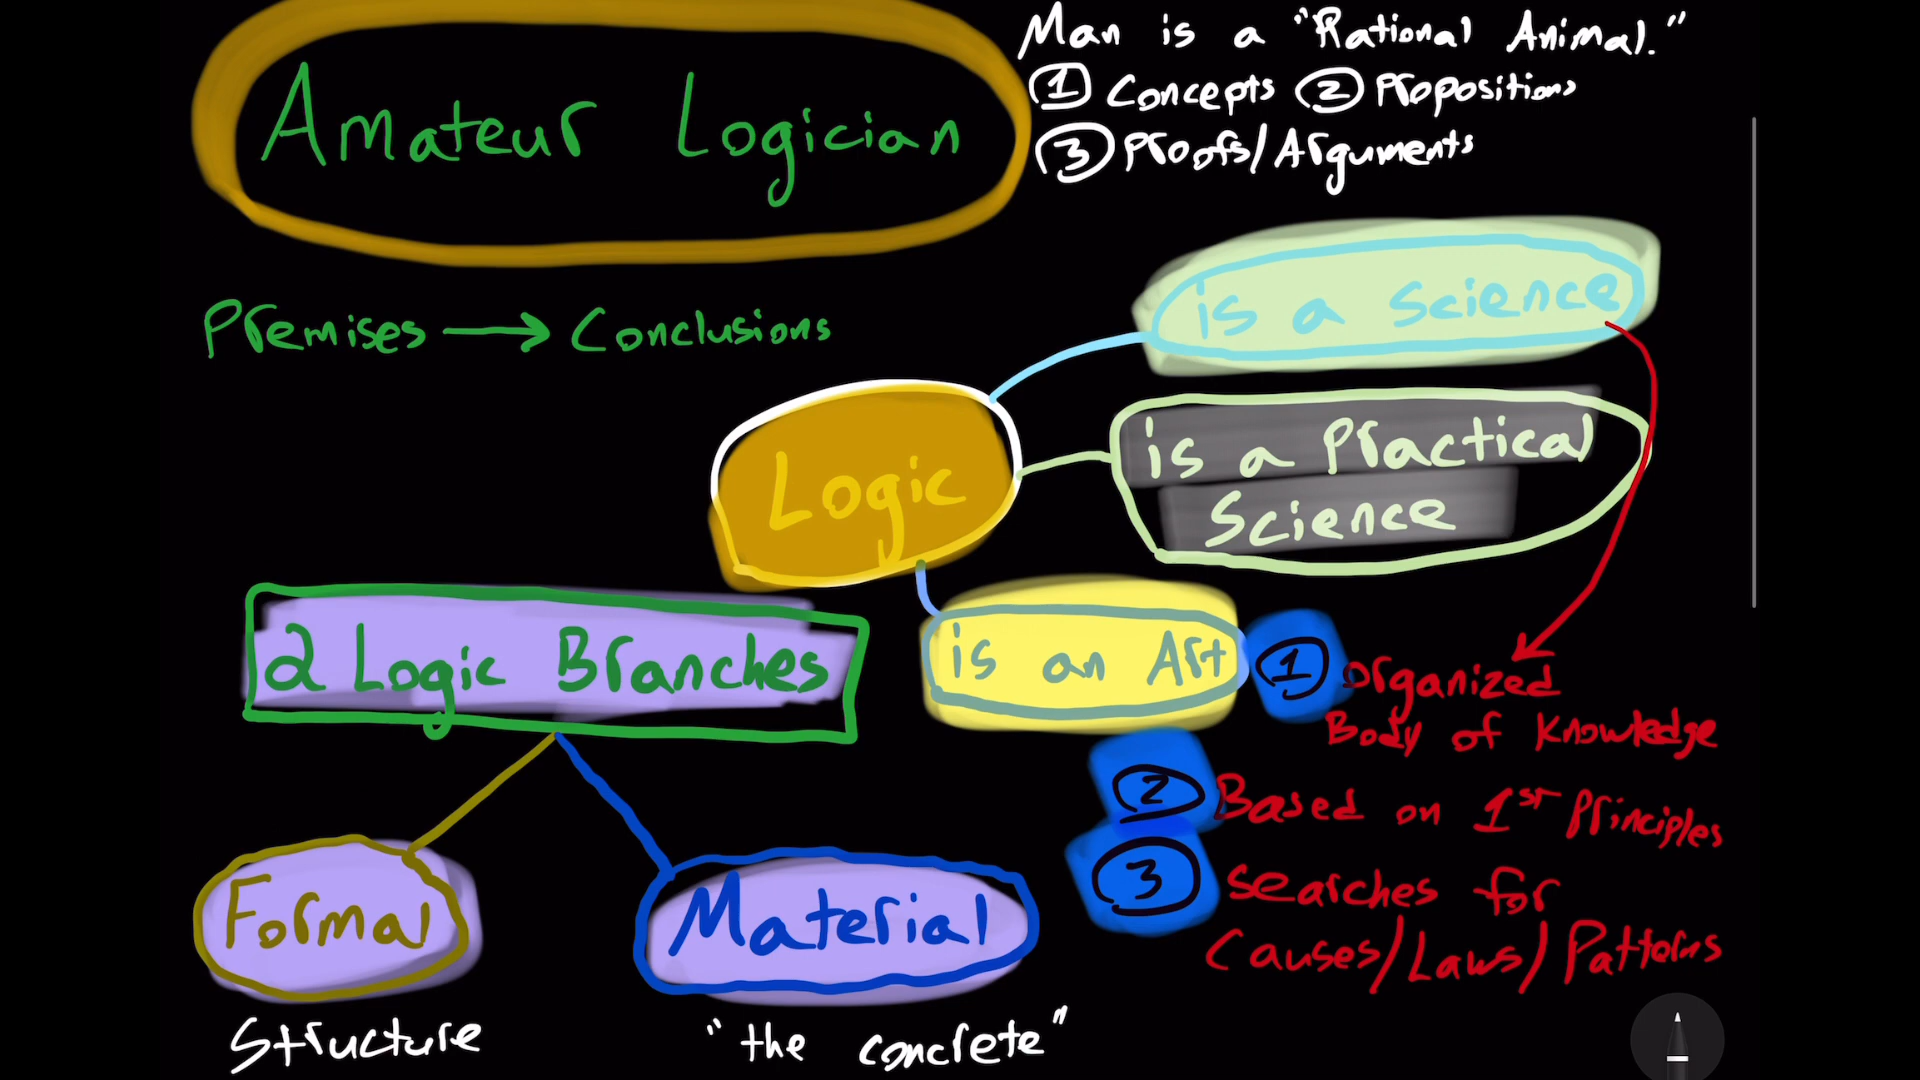 Amateur Logician
Man is a "Rational Animal."
① Concepts ② Propositions
③ Proofs/Arguments
Premises → Conclusions
is a science
Logic
is a Practical
Science
2 Logic Branches
is an Art
① organized
Body of Knowledge
② Based on 1st Principles
③ searches for
Causes/Laws/Patterns
Formal
Material
Structure
"the concrete"